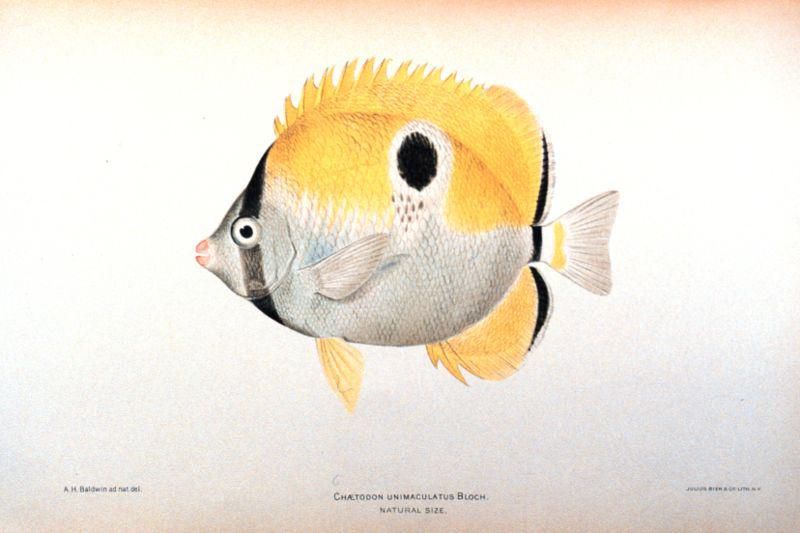 A. H. Baldwin ad nat. del.
CHÆTODON UNIMACULATUS BLOCH.
NATURAL SIZE.
JULIUS BIEN & CO. LITH. N.Y.